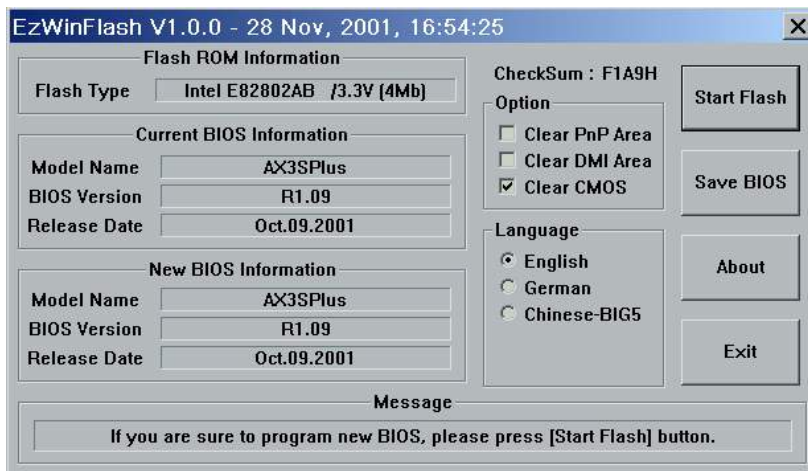 EzWinFlash V1.0.0 - 28 Nov, 2001, 16:54:25
Flash ROM Information
Flash Type Intel E82802AB /3.3V (4Mb)
Current BIOS Information
Model Name AX3SPlus
BIOS Version R1.09
Release Date Oct.09.2001
New BIOS Information
Model Name AX3SPlus
BIOS Version R1.09
Release Date Oct.09.2001
CheckSum : F1A9H
Option
Clear PnP Area
Clear DMI Area
Clear CMOS
Language
English
German
Chinese-BIG5
Start Flash
Save BIOS
About
Exit
Message
If you are sure to program new BIOS, please press [Start Flash] button.